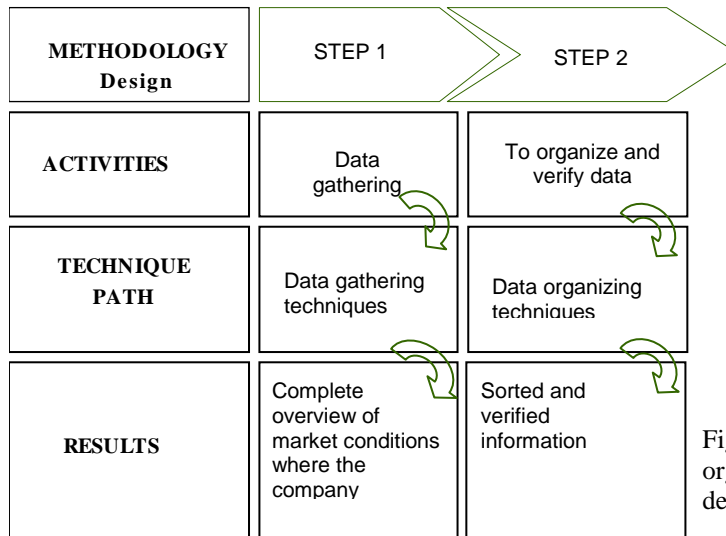 METHODOLOGY
Design
STEP 1
STEP 2
ACTIVITIES
Data
gathering
To organize and
verify data
TECHNIQUE
PATH
Data gathering
techniques
Data organizing
techniques
RESULTS
Complete
overview of
market conditions
where the
company
Sorted and
verified
information